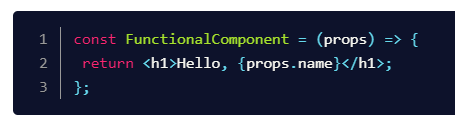 1 const FunctionalComponent = (props) => {
2  return <h1>Hello, {props.name}</h1>;
3 };